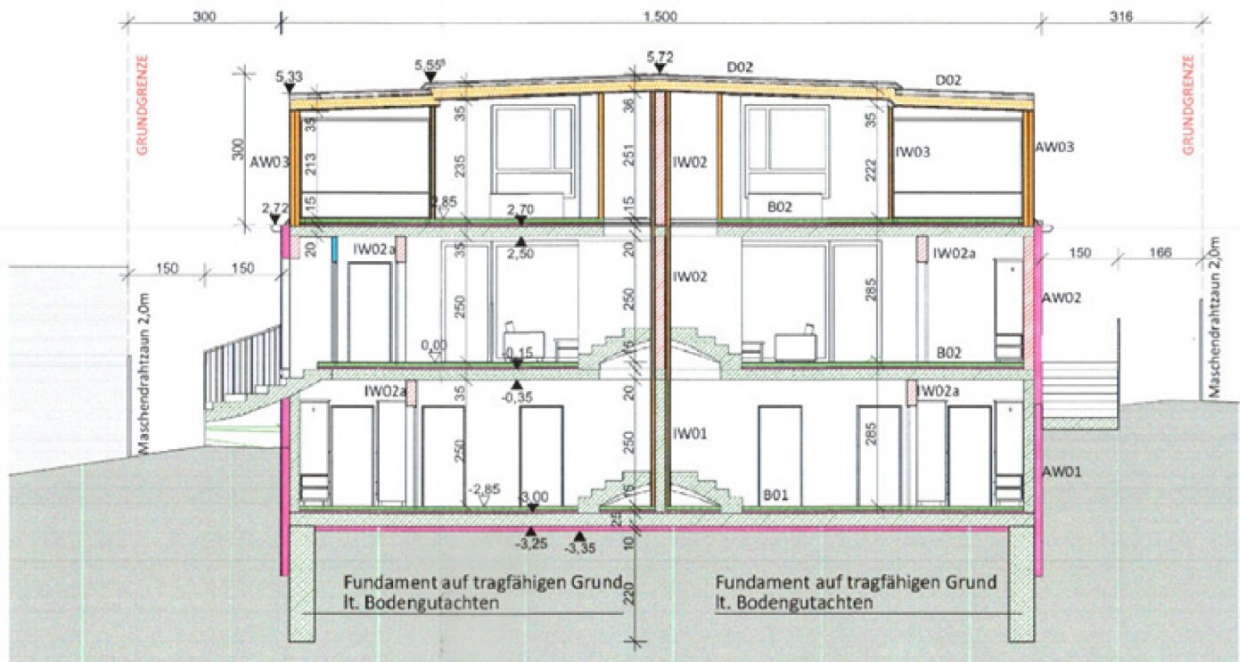 300
1.500
316
GRUNDGRENZE
GRUNDGRENZE
5,33
5,55⁵
5,72
D02
D02
300
AW03
35
213
15
35
235
36
251
15
IW02
35
222
IW03
AW03
2,72
2,85
2,70
B02
150
150
20
IW02a
35
2,50
20
IW02
IW02a
150
166
Maschendrahtzaun 2,0m
250
250
285
AW02
Maschendrahtzaun 2,0m
0,00
-0,15
15
B02
IW02a
35
-0,35
20
IW02a
250
250
IW01
285
AW01
-2,85
-3,00
15
B01
25
-3,25
-3,35
10
Fundament auf tragfähigen Grund
lt. Bodengutachten
220
Fundament auf tragfähigen Grund
lt. Bodengutachten